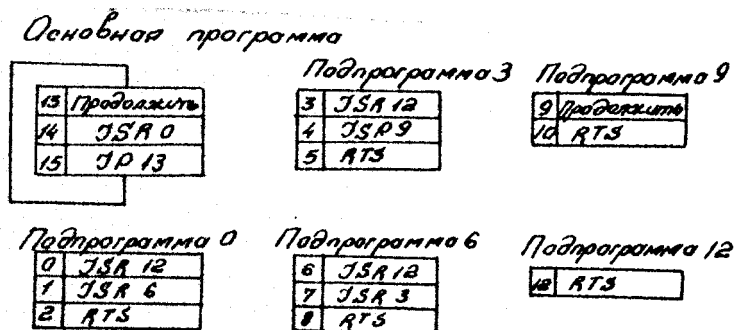 Основная программа
13 Продолжить
14 JSR 0
15 JP 13
Подпрограмма 3
3 JSR 12
4 JSR 9
5 RTS
Подпрограмма 9
9 Продолжить
10 RTS
Подпрограмма 0
0 JSR 12
1 JSR 6
2 RTS
Подпрограмма 6
6 JSR 12
7 JSR 3
8 RTS
Подпрограмма 12
12 RTS